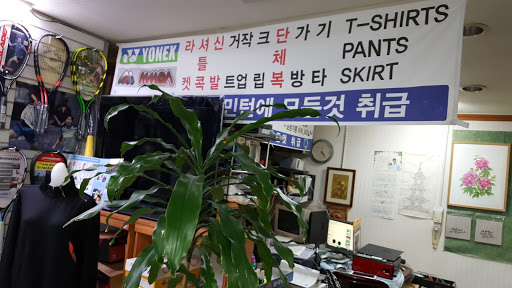 YONEX
라 셔 신 거 작 크 단 가 기 T-SHIRTS
틀 체 PANTS
켓 콕 발 트 업 립 복 방 타 SKIRT
민턴에 모든것 취급